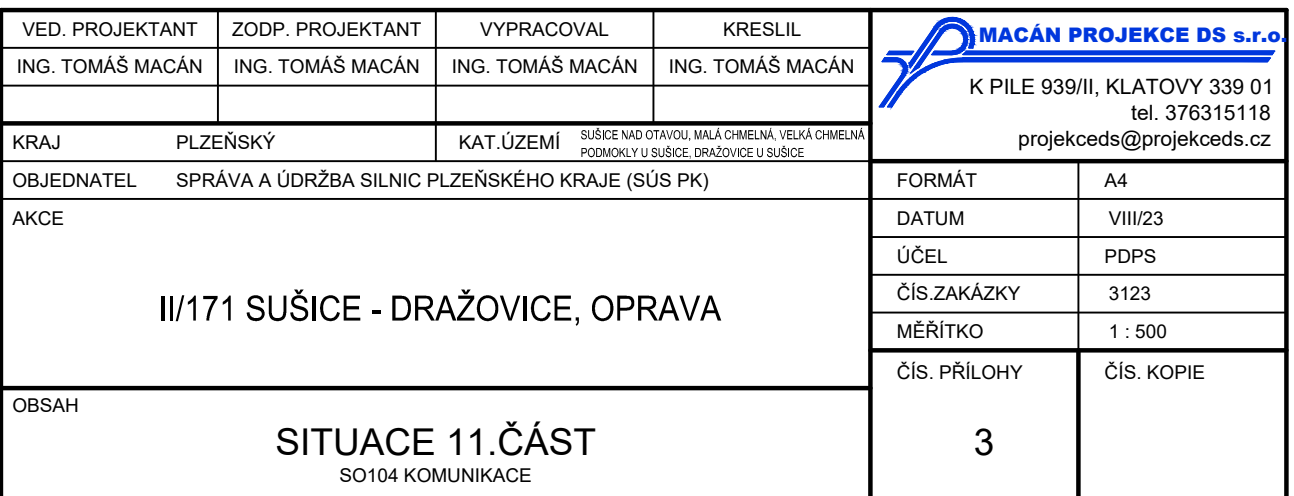 VED. PROJEKTANT ZODP. PROJEKTANT VYPRACOVAL KRESLIL
ING. TOMÁŠ MACÁN ING. TOMÁŠ MACÁN ING. TOMÁŠ MACÁN ING. TOMÁŠ MACÁN
MACÁN PROJEKCE DS s.r.o.
K PILE 939/II, KLATOVY 339 01
tel. 376315118
projekceds@projekceds.cz
KRAJ PLZEŇSKÝ KAT.ÚZEMÍ SUŠICE NAD OTAVOU, MALÁ CHMELNÁ, VELKÁ CHMELNÁ
PODMOKLY U SUŠICE, DRAŽOVICE U SUŠICE
OBJEDNATEL SPRÁVA A ÚDRŽBA SILNIC PLZEŇSKÉHO KRAJE (SÚS PK)
AKCE
II/171 SUŠICE - DRAŽOVICE, OPRAVA
FORMÁT A4
DATUM VIII/23
ÚČEL PDPS
ČÍS.ZAKÁZKY 3123
MĚŘÍTKO 1 : 500
OBSAH
SITUACE 11.ČÁST
SO104 KOMUNIKACE
ČÍS. PŘÍLOHY ČÍS. KOPIE
3